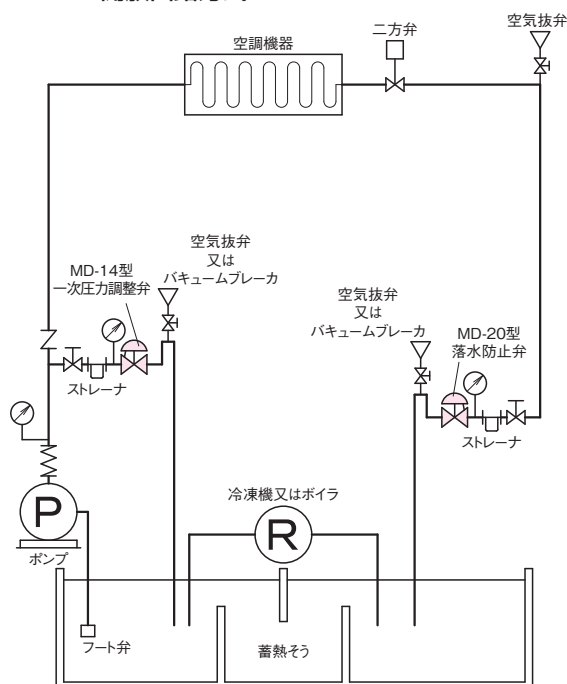 空気抜弁
二方弁
空調機器
空気抜弁
又は
バキュームブレーカ
MD-14型
一次圧力調整弁
空気抜弁
又は
バキュームブレーカ
MD-20型
落水防止弁
ストレーナ
ストレーナ
冷凍機又はボイラ
P
R
ポンプ
フート弁
蓄熱そう